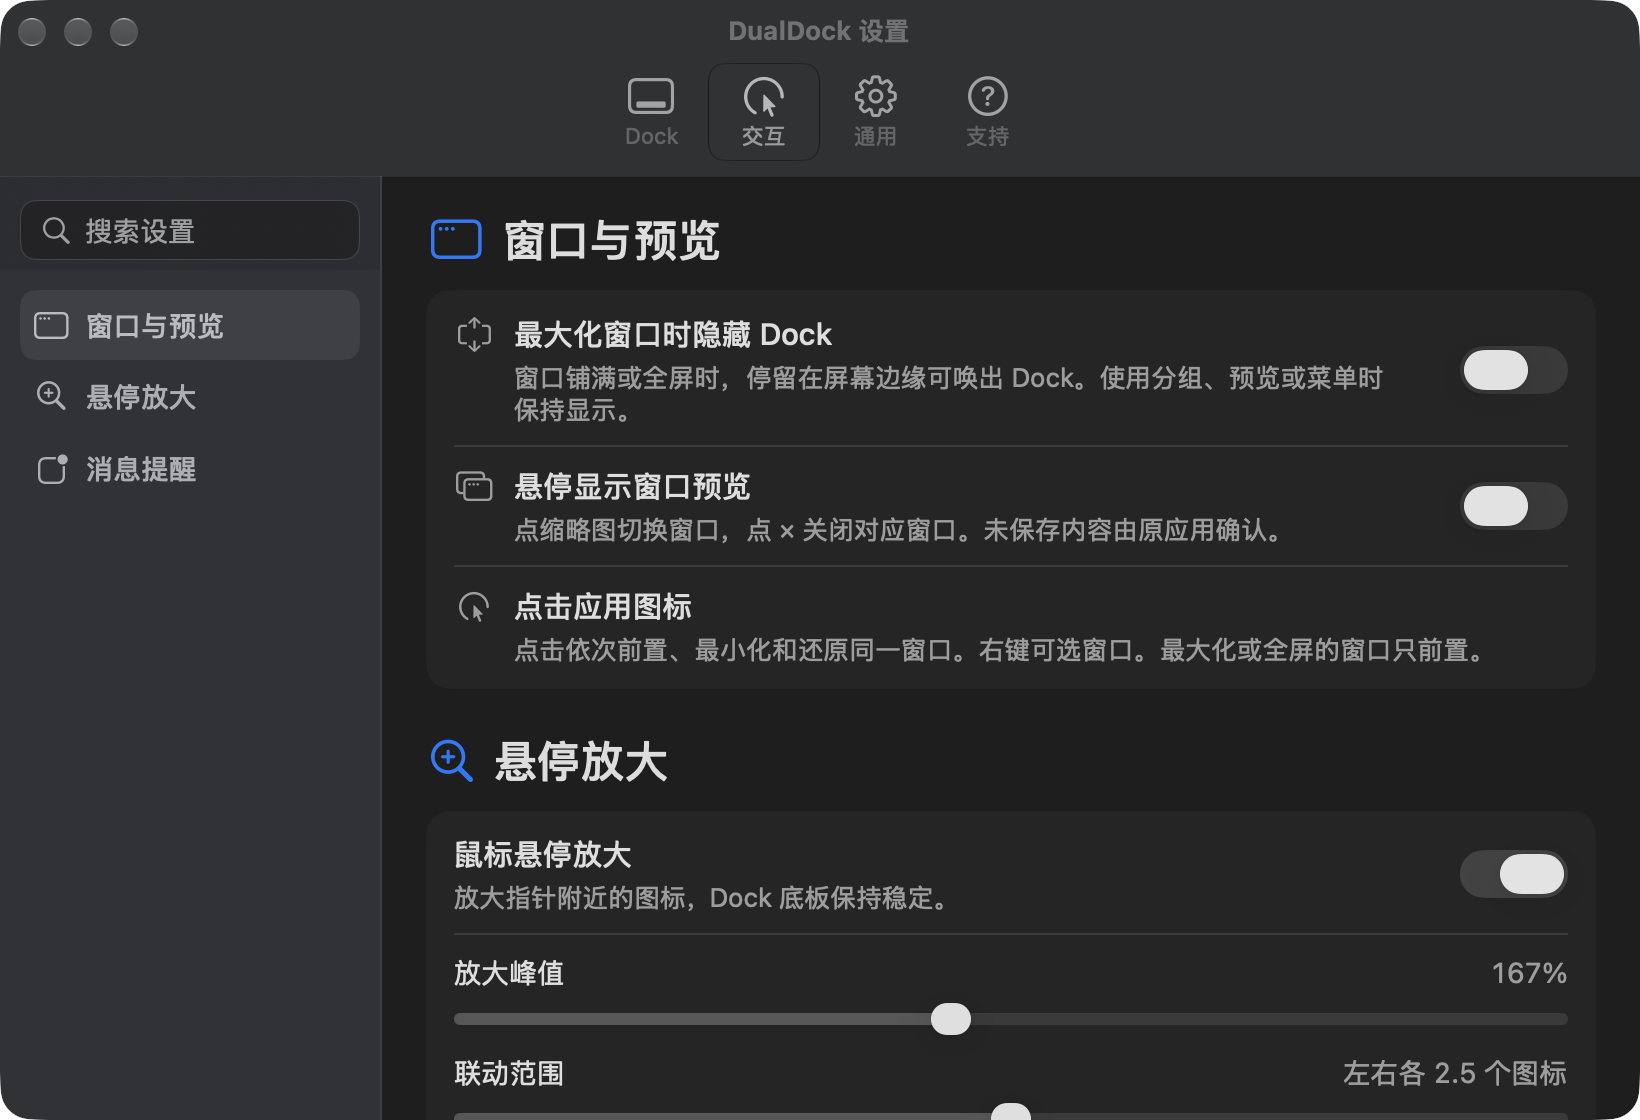 DualDock 设置
Dock
交互
通用
支持
搜索设置
窗口与预览
悬停放大
消息提醒
窗口与预览
最大化窗口时隐藏 Dock
窗口铺满或全屏时，停留在屏幕边缘可唤出 Dock。使用分组、预览或菜单时
保持显示。
悬停显示窗口预览
点缩略图切换窗口，点 × 关闭对应窗口。未保存内容由原应用确认。
点击应用图标
点击依次前置、最小化和还原同一窗口。右键可选窗口。最大化或全屏的窗口只前置。
悬停放大
鼠标悬停放大
放大指针附近的图标，Dock 底板保持稳定。
放大峰值
167%
联动范围
左右各 2.5 个图标